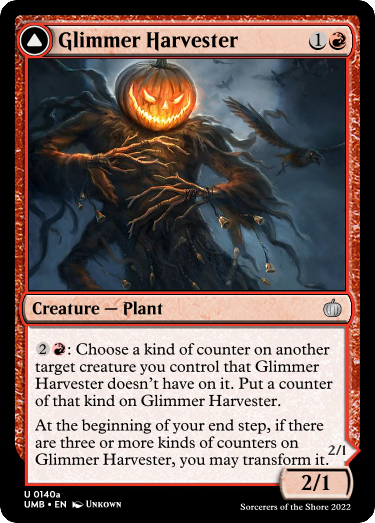 Glimmer Harvester 1
Creature — Plant
2 : Choose a kind of counter on another
target creature you control that Glimmer
Harvester doesn't have on it. Put a counter
of that kind on Glimmer Harvester.
At the beginning of your end step, if there
are three or more kinds of counters on
Glimmer Harvester, you may transform it.
2/1
2/1
U 0140a
UMB • EN Unkown
Sorcerers of the Shore 2022